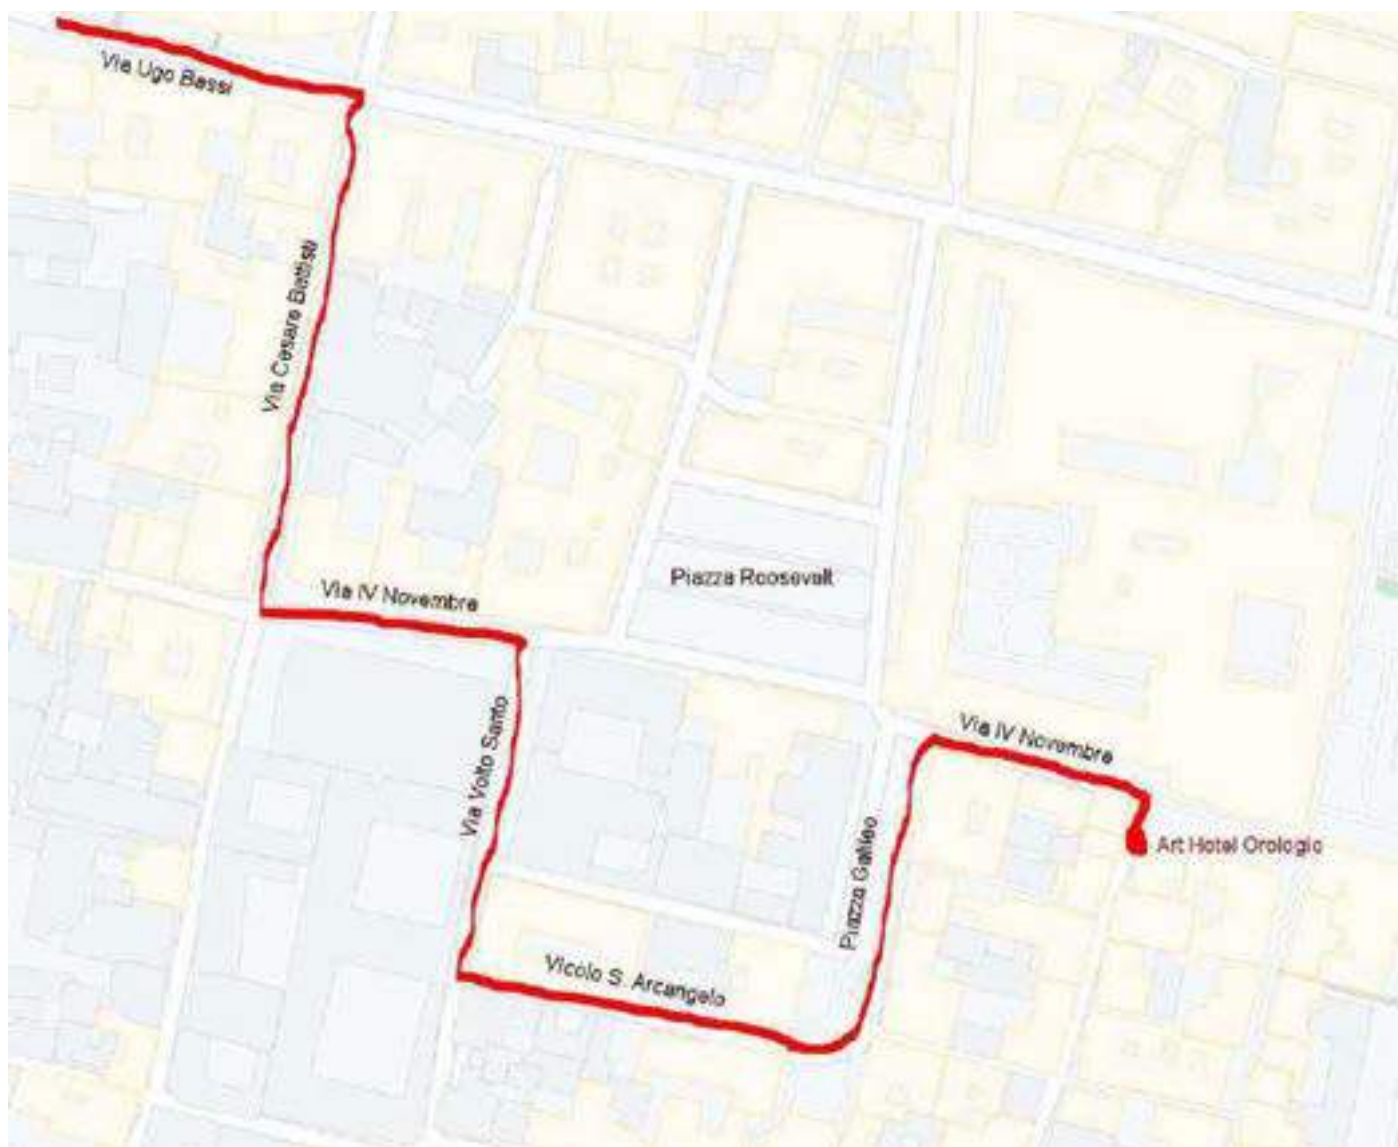 Via Ugo Bassi
Via Cesare Battisti
Via IV Novembre
Piazza Roosevelt
Via Volto Santo
Via IV Novembre
Piazza Galileo
Art Hotel Orologio
Vicolo S. Arcangelo